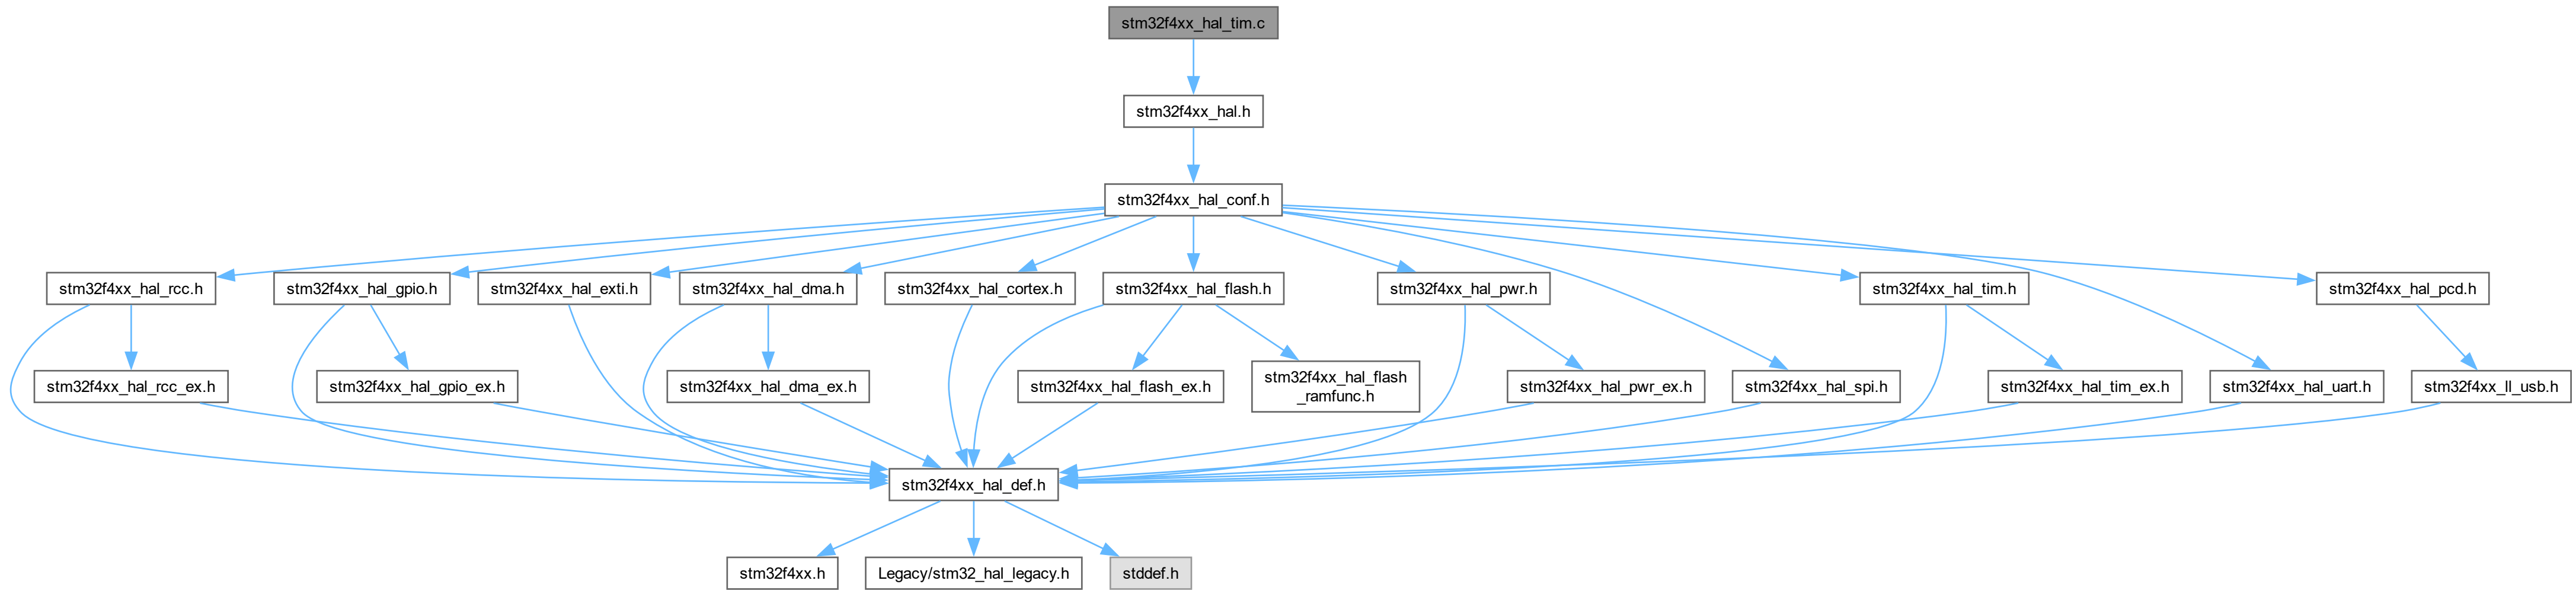 stm32f4xx_hal_tim.c
stm32f4xx_hal.h
stm32f4xx_hal_conf.h
stm32f4xx_hal_rcc.h
stm32f4xx_hal_gpio.h
stm32f4xx_hal_exti.h
stm32f4xx_hal_dma.h
stm32f4xx_hal_cortex.h
stm32f4xx_hal_flash.h
stm32f4xx_hal_pwr.h
stm32f4xx_hal_tim.h
stm32f4xx_hal_pcd.h
stm32f4xx_hal_rcc_ex.h
stm32f4xx_hal_gpio_ex.h
stm32f4xx_hal_dma_ex.h
stm32f4xx_hal_flash_ex.h
stm32f4xx_hal_flash
_ramfunc.h
stm32f4xx_hal_pwr_ex.h
stm32f4xx_hal_spi.h
stm32f4xx_hal_tim_ex.h
stm32f4xx_hal_uart.h
stm32f4xx_ll_usb.h
stm32f4xx_hal_def.h
stm32f4xx.h
Legacy/stm32_hal_legacy.h
stddef.h